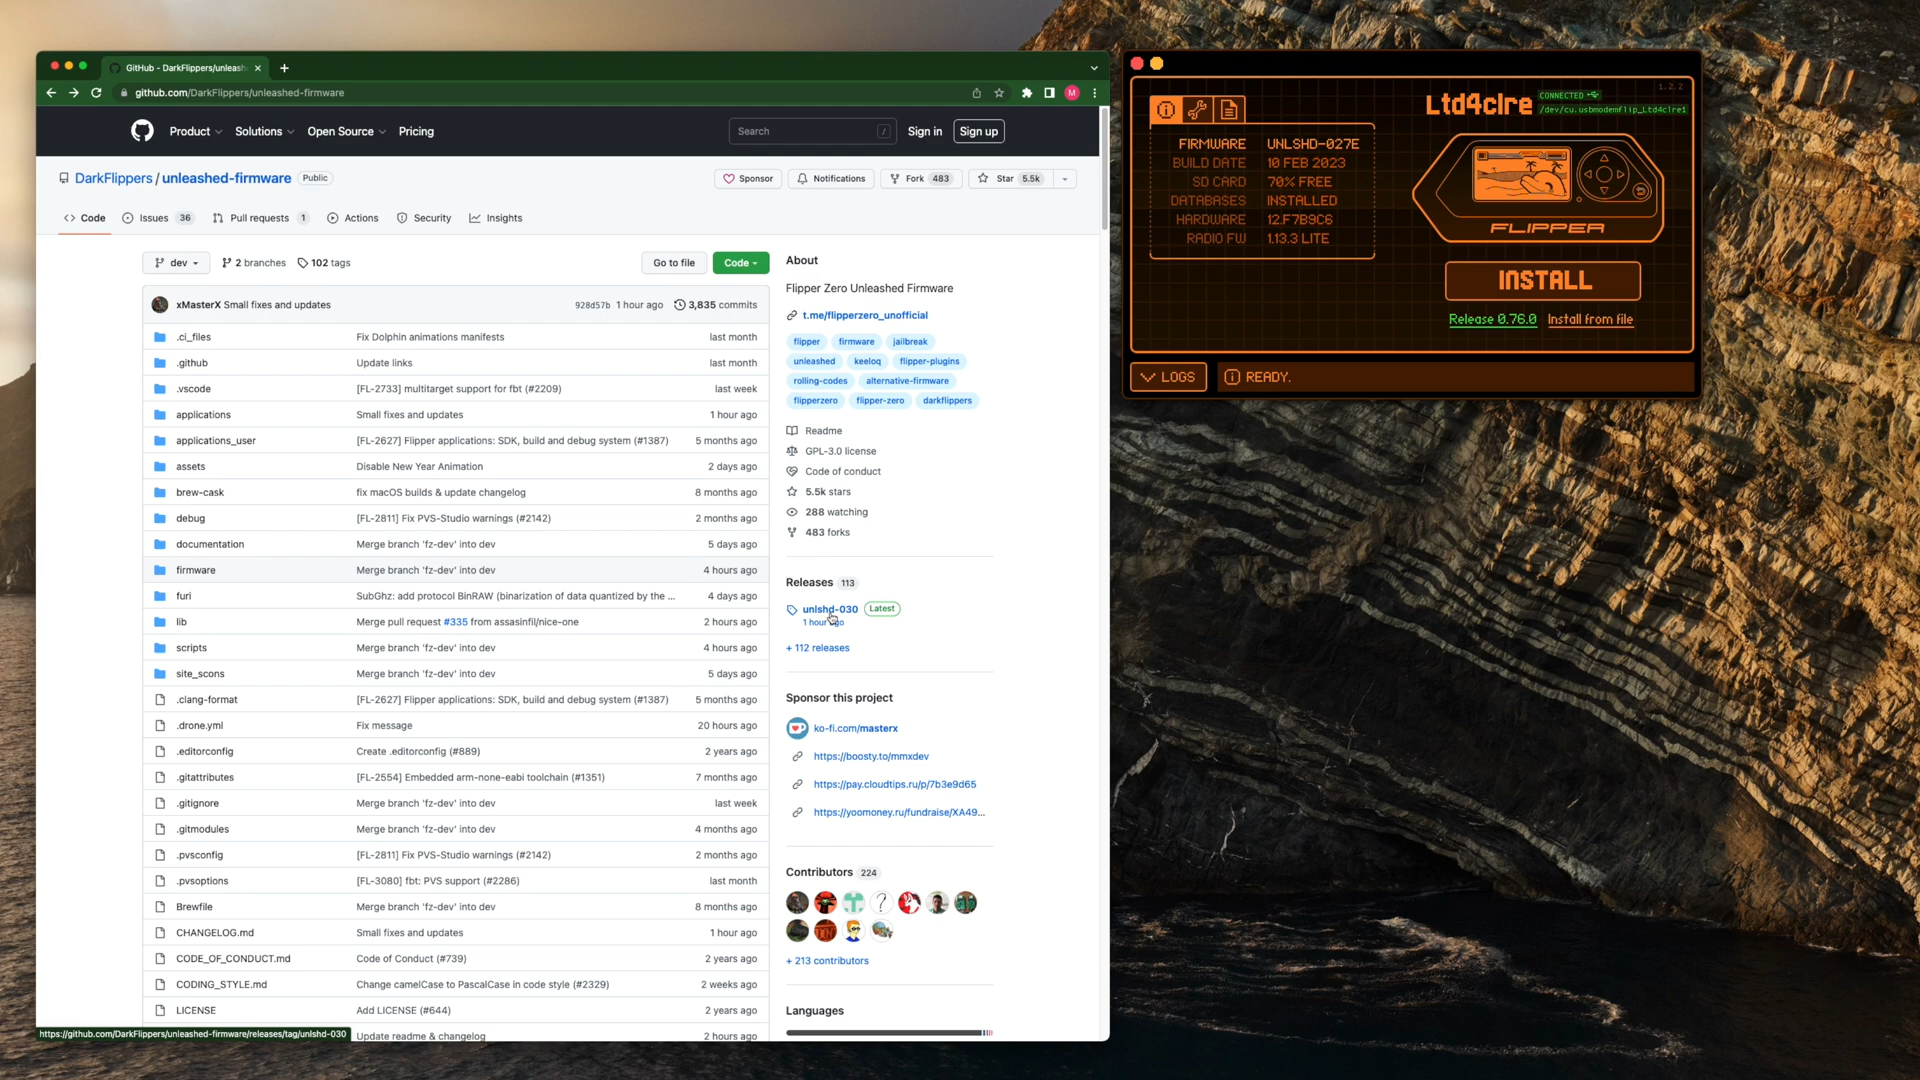 GitHub - DarkFlippers/unleash
github.com/DarkFlippers/unleashed-firmware
M
Product Solutions Open Source Pricing
Search /
Sign in Sign up
DarkFlippers / unleashed-firmware Public
Sponsor Notifications Fork 483 Star 5.5k
Code Issues 36 Pull requests 1 Actions Security Insights
dev 2 branches 102 tags
Go to file Code
xMasterX Small fixes and updates 928d57b 1 hour ago 3,835 commits
.ci_files Fix Dolphin animations manifests last month
.github Update links last month
.vscode [FL-2733] multitarget support for fbt (#2209) last week
applications Small fixes and updates 1 hour ago
applications_user [FL-2627] Flipper applications: SDK, build and debug system (#1387) 5 months ago
assets Disable New Year Animation 2 days ago
brew-cask fix macOS builds & update changelog 8 months ago
debug [FL-2811] Fix PVS-Studio warnings (#2142) 2 months ago
documentation Merge branch 'fz-dev' into dev 5 days ago
firmware Merge branch 'fz-dev' into dev 4 hours ago
furi SubGhz: add protocol BinRAW (binarization of data quantized by the ... 4 days ago
lib Merge pull request #335 from assasinfil/nice-one 2 hours ago
scripts Merge branch 'fz-dev' into dev 4 hours ago
site_scons Merge branch 'fz-dev' into dev 5 days ago
.clang-format [FL-2627] Flipper applications: SDK, build and debug system (#1387) 5 months ago
.drone.yml Fix message 20 hours ago
.editorconfig Create .editorconfig (#889) 2 years ago
.gitattributes [FL-2554] Embedded arm-none-eabi toolchain (#1351) 7 months ago
.gitignore Merge branch 'fz-dev' into dev last week
.gitmodules Merge branch 'fz-dev' into dev 4 months ago
.pvsconfig [FL-2811] Fix PVS-Studio warnings (#2142) 2 months ago
.pvsoptions [FL-3080] fbt: PVS support (#2286) last month
Brewfile Merge branch 'fz-dev' into dev 8 months ago
CHANGELOG.md Small fixes and updates 1 hour ago
CODE_OF_CONDUCT.md Code of Conduct (#739) 2 years ago
CODING_STYLE.md Change camelCase to PascalCase in code style (#2329) 2 weeks ago
LICENSE Add LICENSE (#644) 2 years ago
Update readme & changelog 2 hours ago
https://github.com/DarkFlippers/unleashed-firmware/releases/tag/unlshd-030
About
Flipper Zero Unleashed Firmware
t.me/flipperzero_unofficial
flipper firmware jailbreak
unleashed keeloq flipper-plugins
rolling-codes alternative-firmware
flipperzero flipper-zero darkflippers
Readme
GPL-3.0 license
Code of conduct
5.5k stars
288 watching
483 forks
Releases 113
unlshd-030 Latest
1 hour
+ 112 releases
Sponsor this project
ko-fi.com/masterx
https://boosty.to/mmxdev
https://pay.cloudtips.ru/p/7b3e9d65
https://yoomoney.ru/fundraise/XA49...
Contributors 224
?
+ 213 contributors
Languages
1.2.2
Ltd4clre
CONNECTED
/dev/cu.usbmodemflip_Ltd4clre1
FIRMWARE UNLSHD-027E
BUILD DATE 10 FEB 2023
SD CARD 70% FREE
DATABASES INSTALLED
HARDWARE 12.F7B9C6
RADIO FW 1.13.3 LITE
FLIPPER
INSTALL
Release 0.76.0 Install from file
LOGS
READY.